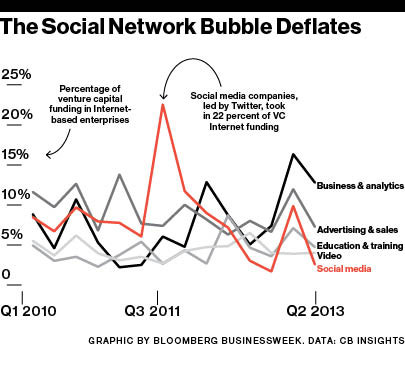 The Social Network Bubble Deflates
25%
Percentage of
venture capital
funding in Internet-
based enterprises
Social media companies,
led by Twitter, took
in 22 percent of VC
Internet funding
20%
15%
Business & analytics
10%
Advertising & sales
5%
Education & training
Video
Social media
0
Q1 2010
Q3 2011
Q2 2013
GRAPHIC BY BLOOMBERG BUSINESSWEEK. DATA: CB INSIGHTS